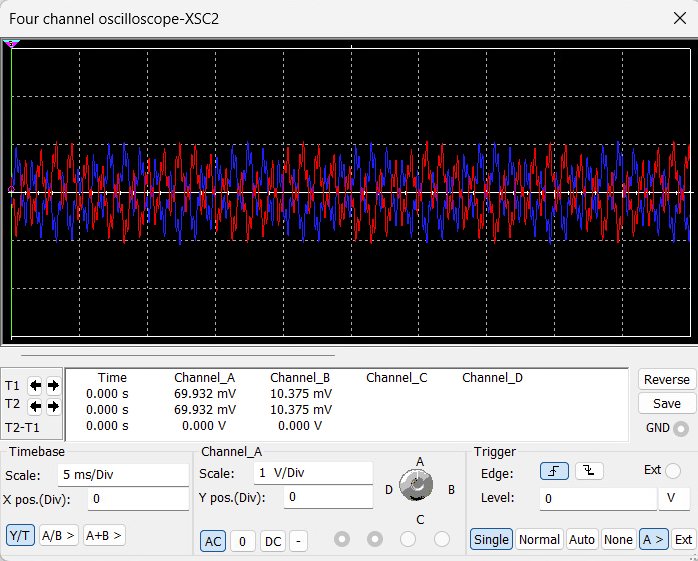 Four channel oscilloscope-XSC2
Time Channel_A Channel_B Channel_C Channel_D
T1 0.000 s 69.932 mV 10.375 mV
T2 0.000 s 69.932 mV 10.375 mV
T2-T1 0.000 s 0.000 V 0.000 V
Reverse
Save
GND
Timebase
Scale: 5 ms/Div
X pos.(Div): 0
Y/T A/B > A+B >
Channel_A
Scale: 1 V/Div
Y pos.(Div): 0
AC 0 DC -
A
D B
C
Trigger
Edge: Ext
Level: 0 V
Single Normal Auto None A > Ext